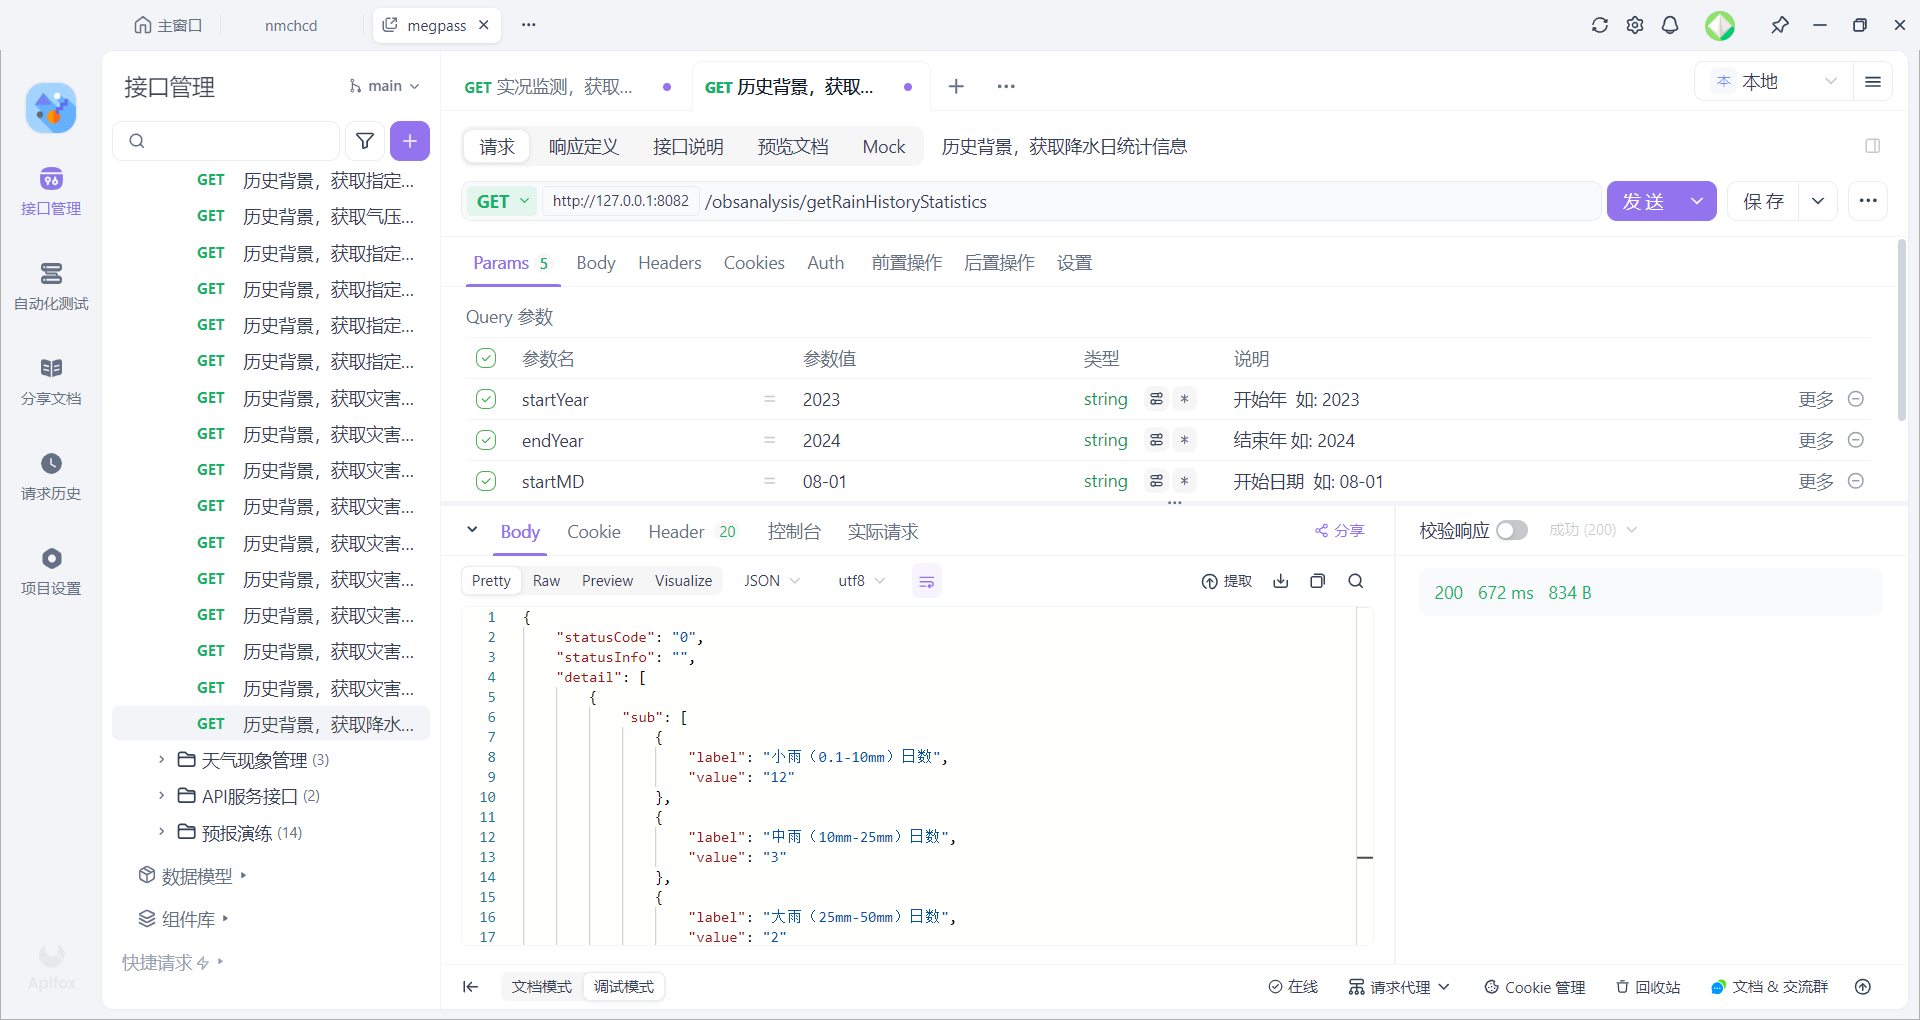 主窗口
nmchcd
megpass
接口管理
main
接口管理
自动化测试
分享文档
请求历史
项目设置
Apifox
GET 历史背景，获取指定...
GET 历史背景，获取气压...
GET 历史背景，获取指定...
GET 历史背景，获取指定...
GET 历史背景，获取指定...
GET 历史背景，获取指定...
GET 历史背景，获取灾害...
GET 历史背景，获取灾害...
GET 历史背景，获取灾害...
GET 历史背景，获取灾害...
GET 历史背景，获取灾害...
GET 历史背景，获取灾害...
GET 历史背景，获取灾害...
GET 历史背景，获取灾害...
GET 历史背景，获取灾害...
GET 历史背景，获取降水...
天气现象管理 (3)
API服务接口 (2)
预报演练 (14)
数据模型
组件库
快捷请求
GET 实况监测，获取...
GET 历史背景，获取...
本 本地
请求 响应定义 接口说明 预览文档 Mock 历史背景，获取降水日统计信息
GET http://127.0.0.1:8082 /obsanalysis/getRainHistoryStatistics
发送 保存
Params 5 Body Headers Cookies Auth 前置操作 后置操作 设置
Query 参数
参数名 参数值 类型 说明
startYear = 2023 string * 开始年 如: 2023 更多
endYear = 2024 string * 结束年 如: 2024 更多
startMD = 08-01 string * 开始日期 如: 08-01 更多
Body Cookie Header 20 控制台 实际请求 分享
校验响应 成功 (200)
Pretty Raw Preview Visualize JSON utf8 提取
200 672 ms 834 B
1 {
2 "statusCode": "0",
3 "statusInfo": "",
4 "detail": [
5 {
6 "sub": [
7 {
8 "label": "小雨（0.1-10mm）日数",
9 "value": "12"
10 },
11 {
12 "label": "中雨（10mm-25mm）日数",
13 "value": "3"
14 },
15 {
16 "label": "大雨（25mm-50mm）日数",
17 "value": "2"
文档模式 调试模式
在线 请求代理 Cookie 管理 回收站 文档 & 交流群